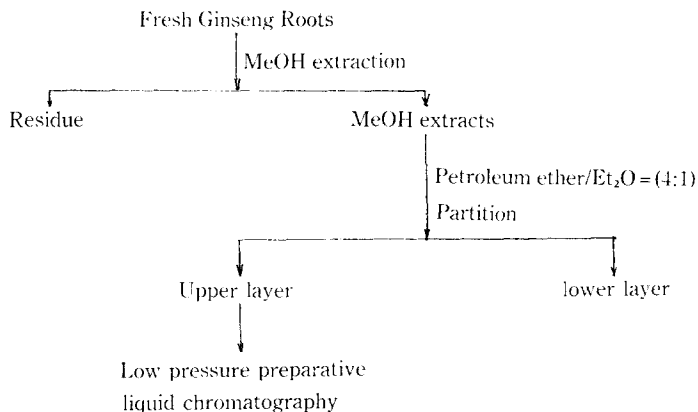 Fresh Ginseng Roots
MeOH extraction
Residue
MeOH extracts
Petroleum ether/Et₂O=(4:1)
Partition
Upper layer
lower layer
Low pressure preparative
liquid chromatography